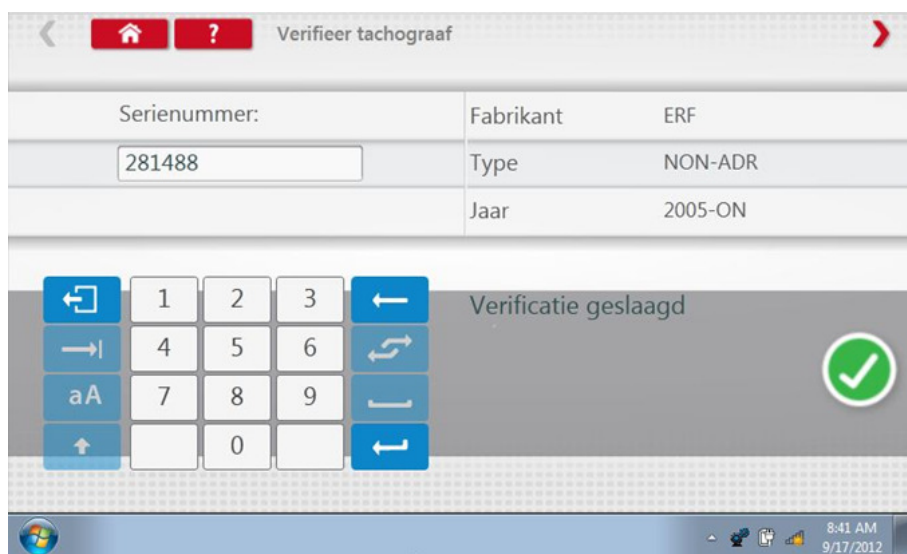 ? Verifieer tachograaf
Serienummer:
281488
Fabrikant ERF
Type NON-ADR
Jaar 2005-ON
1 2 3
4 5 6
aA 7 8 9
0
Verificatie geslaagd
8:41 AM
9/17/2012